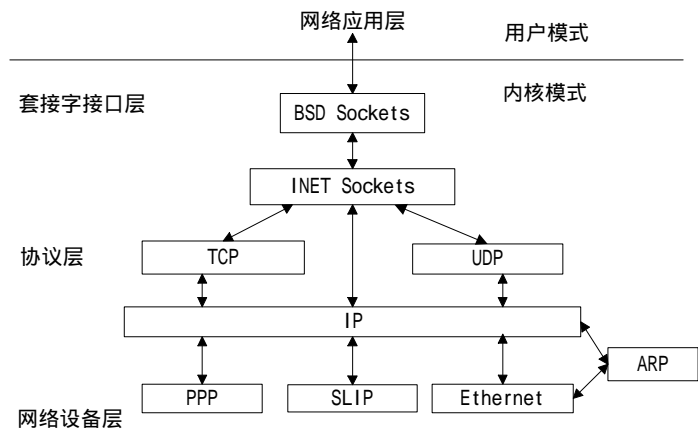 网络应用层
用户模式
套接字接口层
内核模式
BSD Sockets
INET Sockets
协议层
TCP
UDP
IP
ARP
PPP
SLIP
Ethernet
网络设备层